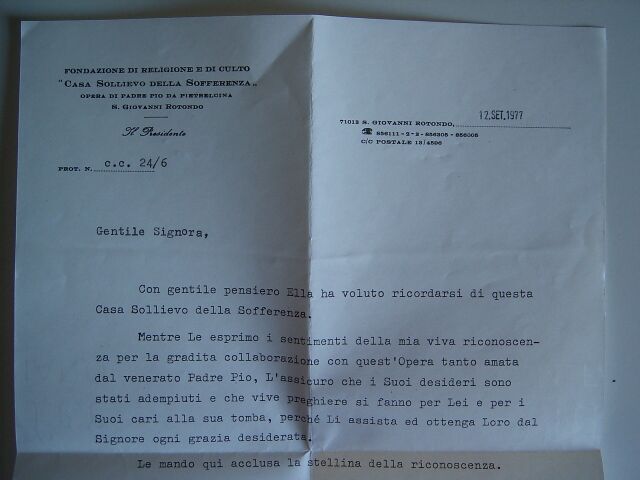 FONDAZIONE DI RELIGIONE E DI CULTO
"CASA SOLLIEVO DELLA SOFFERENZA„
OPERA DI PADRE PIO DA PIETRELCINA
S. GIOVANNI ROTONDO
Il Presidente
PROT. N. c.c. 24/6
71013 S. GIOVANNI ROTONDO, 12.SET.1977
☎ 856111-2-3-856305-856006
C/C POSTALE 13/4596
Gentile Signora,
Con gentile pensiero Ella ha voluto ricordarsi di questa
Casa Sollievo della Sofferenza.
Mentre Le esprimo i sentimenti della mia viva riconoscen-
za per la gradita collaborazione con quest'Opera tanto amata
dal venerato Padre Pio, L'assicuro che i Suoi desideri sono
stati adempiuti e che vive preghiere si fanno per Lei e per i
Suoi cari alla sua tomba, perché Li assista ed ottenga Loro dal
Signore ogni grazia desiderata.
Le mando qui acclusa la stellina della riconoscenza.